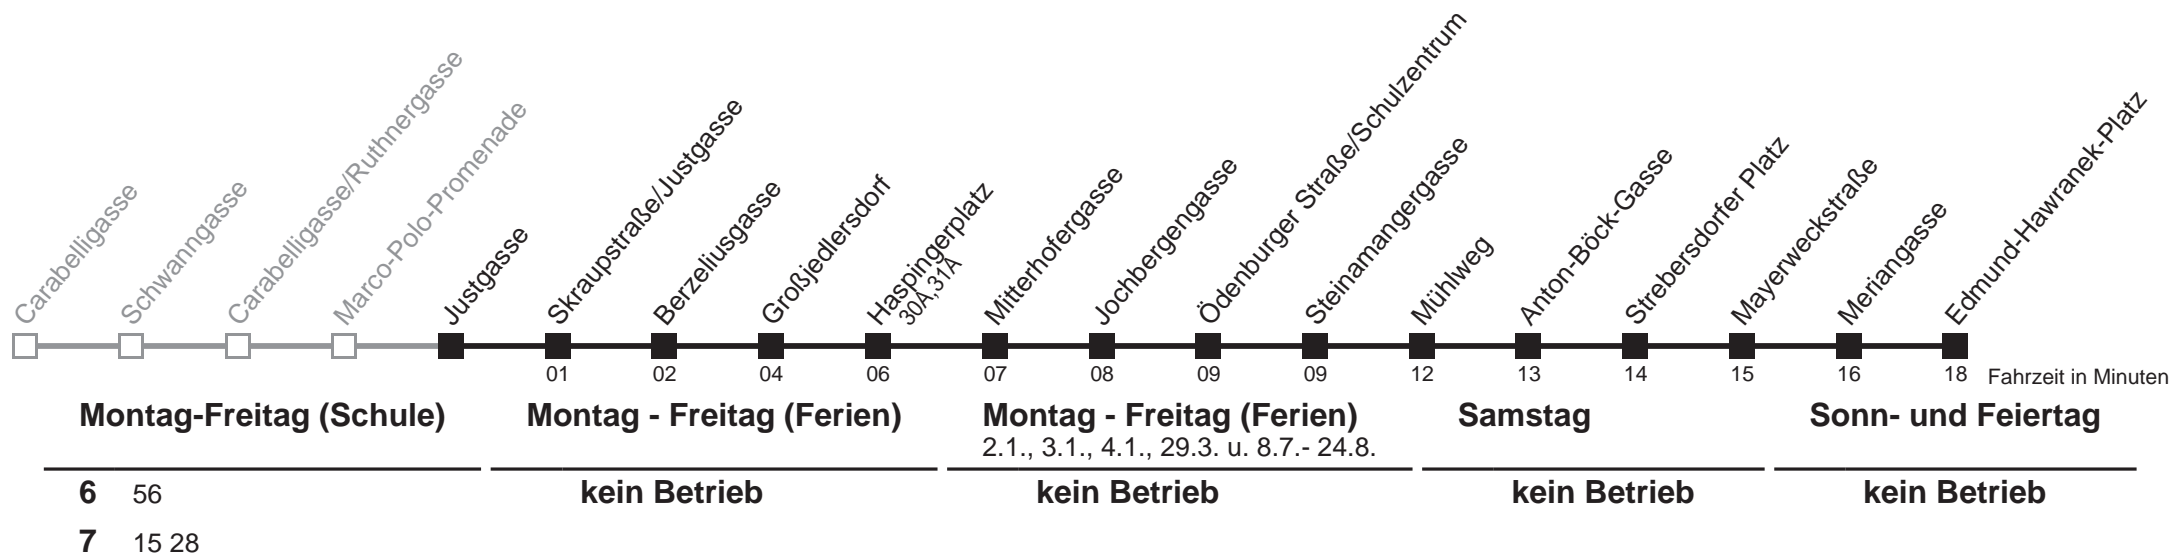 Carabelligasse
Schwanngasse
Carabelligasse/Ruthnergasse
Marco-Polo-Promenade
Justgasse
Skraupstraße/Justgasse
Berzeliusgasse
Großjedlersdorf
Haspingerplatz
30A,31A
Mitterhofergasse
Jochbergengasse
Ödenburger Straße/Schulzentrum
Steinamangergasse
Mühlweg
Anton-Böck-Gasse
Strebersdorfer Platz
Mayerweckstraße
Meriangasse
Edmund-Hawranek-Platz
01 02 04 06 07 08 09 09 12 13 14 15 16 18 Fahrzeit in Minuten
Montag-Freitag (Schule) Montag - Freitag (Ferien) Montag - Freitag (Ferien) Samstag Sonn- und Feiertag
2.1., 3.1., 4.1., 29.3. u. 8.7.- 24.8.
6 56 kein Betrieb kein Betrieb kein Betrieb kein Betrieb
7 15 28